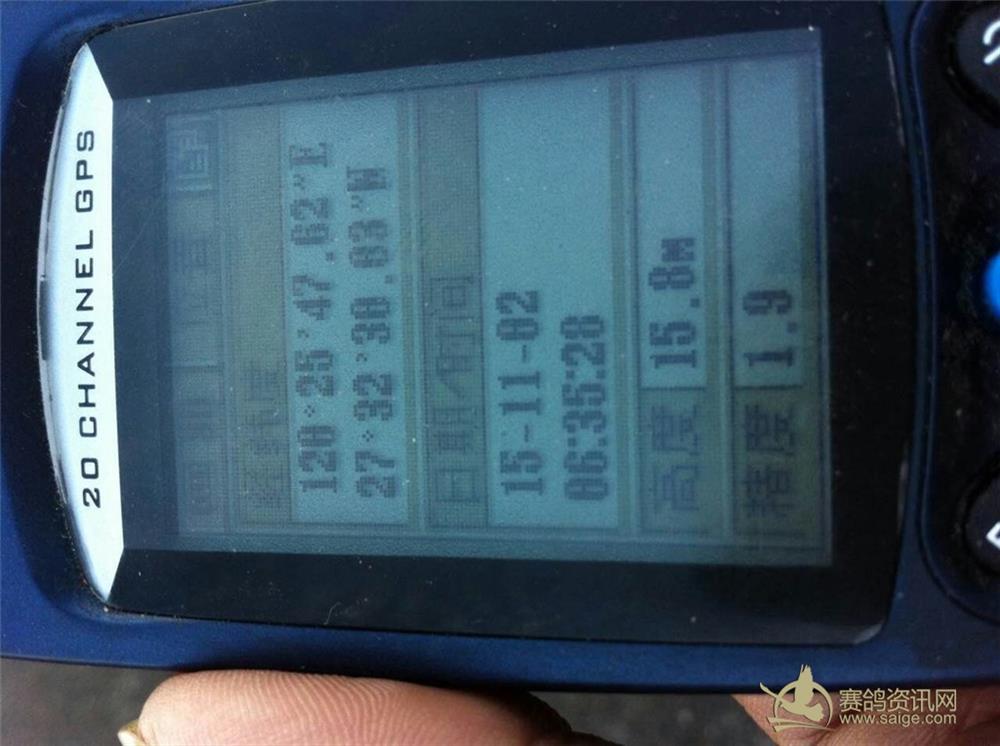 20 CHANNEL GPS
经纬度
120°25'47.62"E
27°32'30.63"N
日期/时间
15-11-02
06:35:28
高度 15.8M
精度 1.9
赛鸽资讯网
www.saige.com